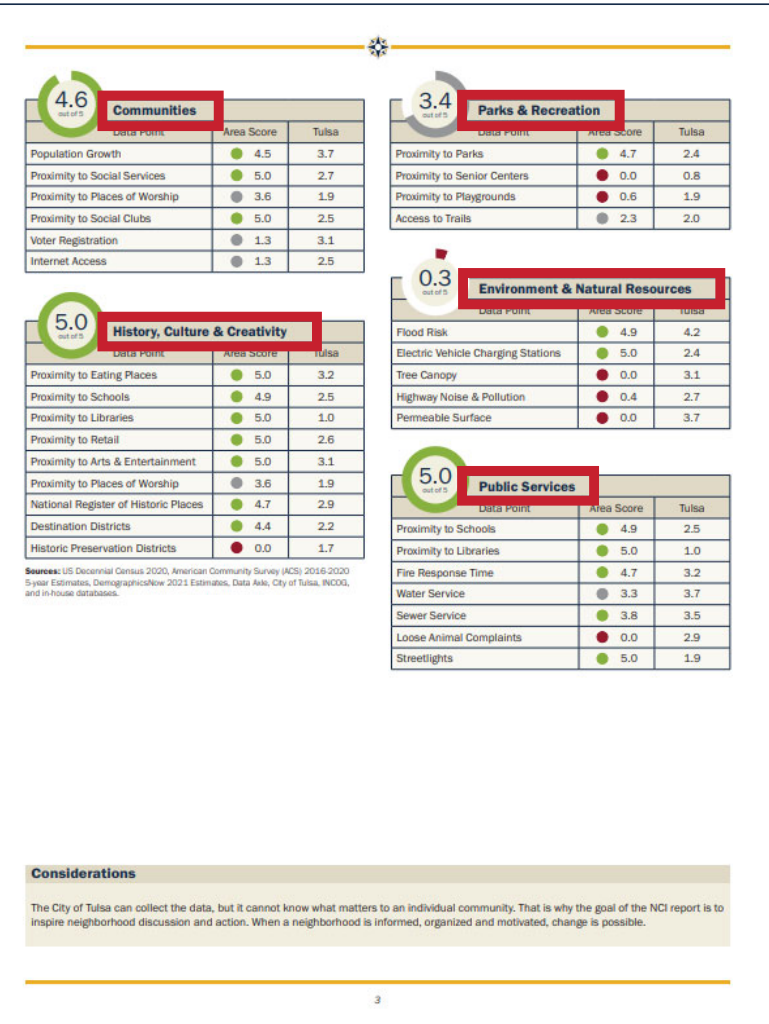 4.6
out of 5
Communities
Data Point Area Score Tulsa
Population Growth 4.5 3.7
Proximity to Social Services 5.0 2.7
Proximity to Places of Worship 3.6 1.9
Proximity to Social Clubs 5.0 2.5
Voter Registration 1.3 3.1
Internet Access 1.3 2.5
5.0
out of 5
History, Culture & Creativity
Data Point Area Score Tulsa
Proximity to Eating Places 5.0 3.2
Proximity to Schools 4.9 2.5
Proximity to Libraries 5.0 1.0
Proximity to Retail 5.0 2.6
Proximity to Arts & Entertainment 5.0 3.1
Proximity to Places of Worship 3.6 1.9
National Register of Historic Places 4.7 2.9
Destination Districts 4.4 2.2
Historic Preservation Districts 0.0 1.7
Sources: US Decennial Census 2020, American Community Survey (ACS) 2016-2020
5-year Estimates, DemographicsNow 2021 Estimates, Data Axle, City of Tulsa, INCOG,
and in-house databases.
3.4
out of 5
Parks & Recreation
Data Point Area Score Tulsa
Proximity to Parks 4.7 2.4
Proximity to Senior Centers 0.0 0.8
Proximity to Playgrounds 0.6 1.9
Access to Trails 2.3 2.0
0.3
out of 5
Environment & Natural Resources
Data Point Area Score Tulsa
Flood Risk 4.9 4.2
Electric Vehicle Charging Stations 5.0 2.4
Tree Canopy 0.0 3.1
Highway Noise & Pollution 0.4 2.7
Permeable Surface 0.0 3.7
5.0
out of 5
Public Services
Data Point Area Score Tulsa
Proximity to Schools 4.9 2.5
Proximity to Libraries 5.0 1.0
Fire Response Time 4.7 3.2
Water Service 3.3 3.7
Sewer Service 3.8 3.5
Loose Animal Complaints 0.0 2.9
Streetlights 5.0 1.9
Considerations
The City of Tulsa can collect the data, but it cannot know what matters to an individual community. That is why the goal of the NCI report is to
inspire neighborhood discussion and action. When a neighborhood is informed, organized and motivated, change is possible.
3